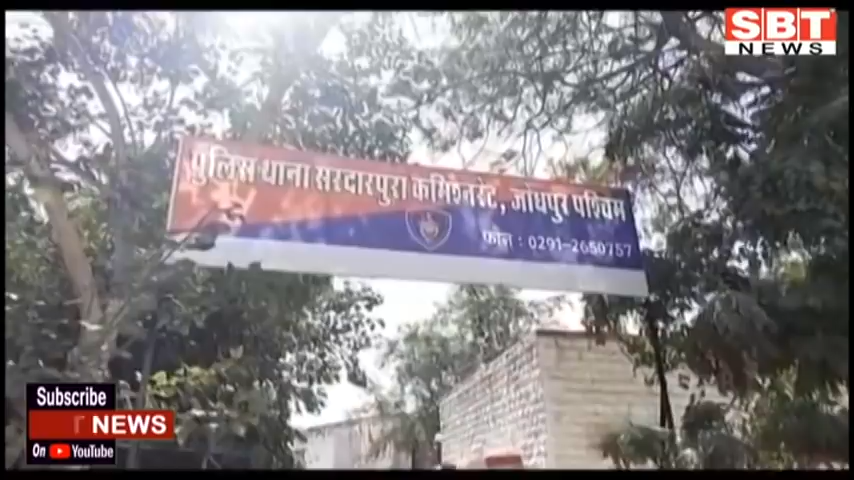 SBT
NEWS
पुलिस थाना सरदारपुरा कमिश्नरेट, जोधपुर पश्चिम
फोन : 0291-2650757
Subscribe
T NEWS
On YouTube